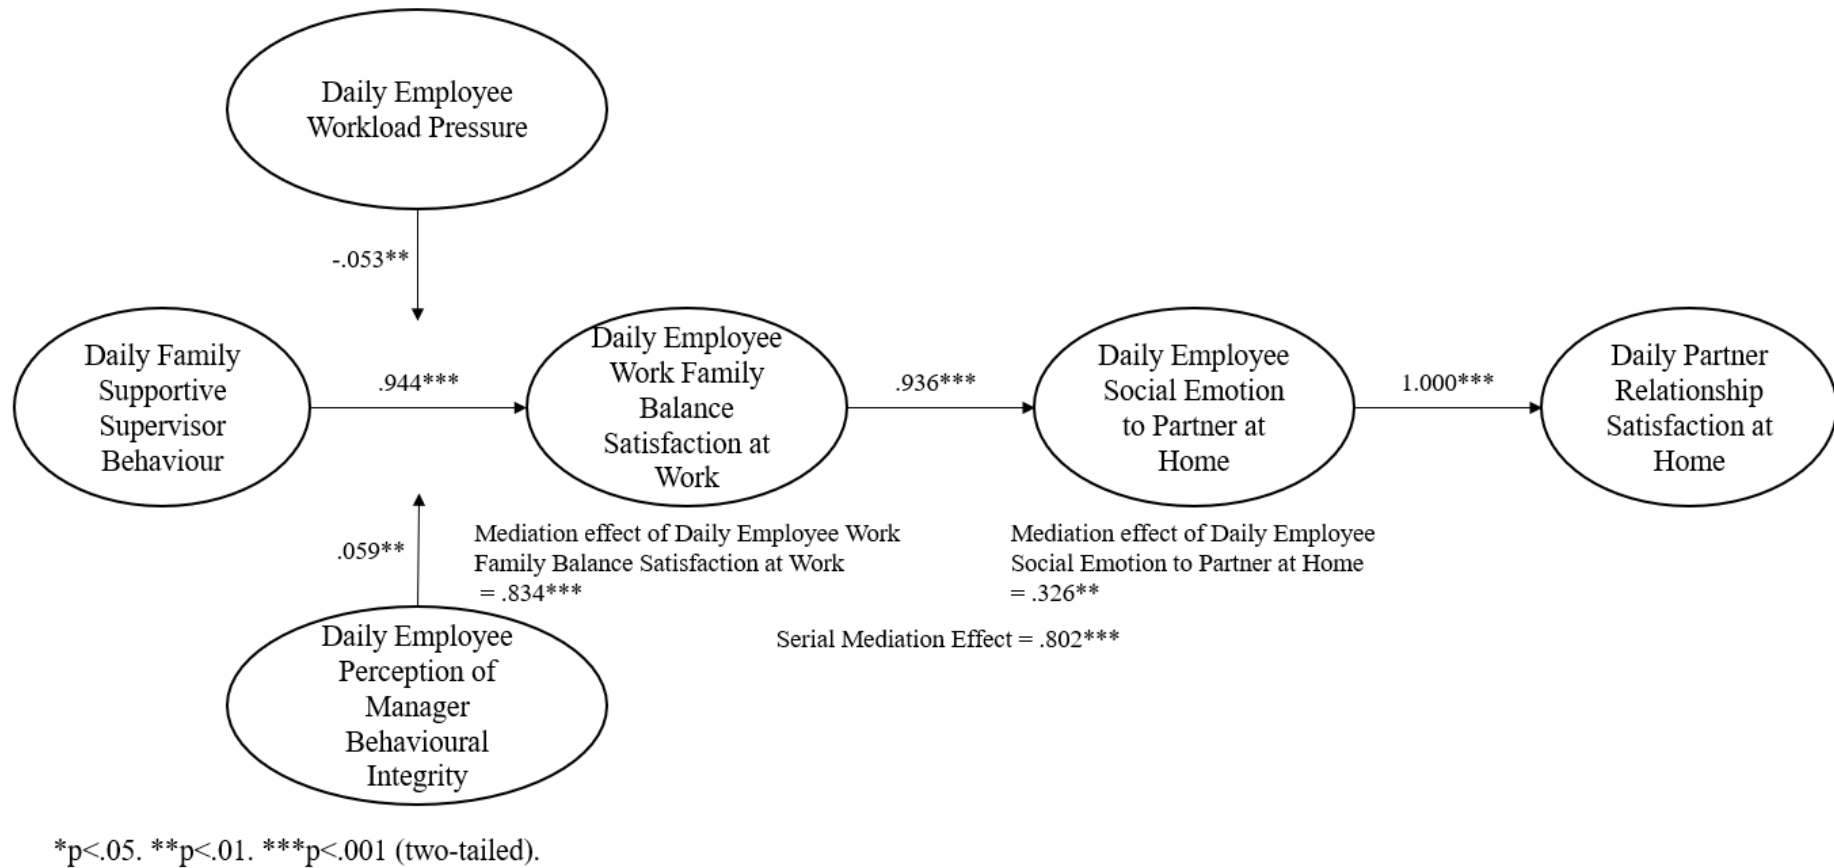 Daily Employee
Workload Pressure
-.053**
Daily Family
Supportive
Supervisor
Behaviour
.944***
Daily Employee
Work Family
Balance
Satisfaction at
Work
.936***
Daily Employee
Social Emotion
to Partner at
Home
1.000***
Daily Partner
Relationship
Satisfaction at
Home
.059**
Mediation effect of Daily Employee Work
Family Balance Satisfaction at Work
= .834***
Mediation effect of Daily Employee
Social Emotion to Partner at Home
= .326**
Serial Mediation Effect = .802***
Daily Employee
Perception of
Manager
Behavioural
Integrity
*p<.05. **p<.01. ***p<.001 (two-tailed).